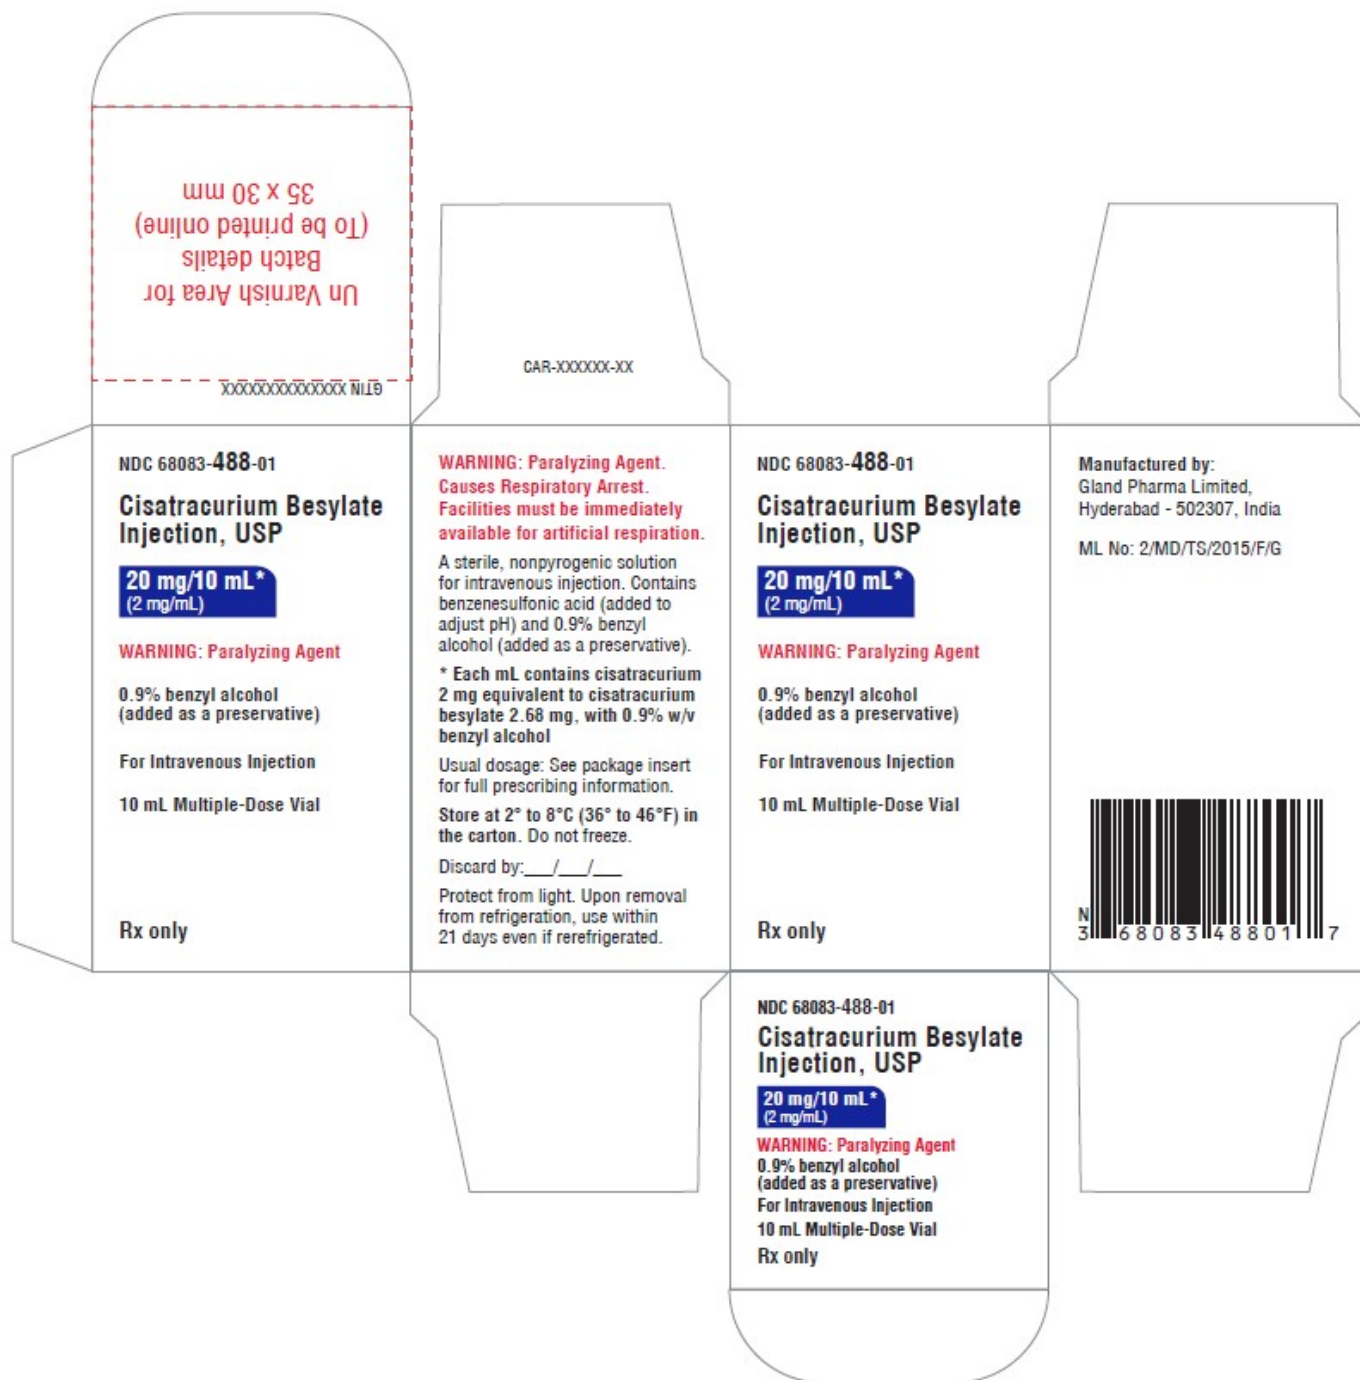 Un Varnish Area for
Batch details
(To be printed online)
35 x 30 mm
GTIN XXXXXXXXXXXXXX
CAR-XXXXXX-XX
NDC 68083-488-01
Cisatracurium Besylate
Injection, USP
20 mg/10 mL*
(2 mg/mL)
WARNING: Paralyzing Agent
0.9% benzyl alcohol
(added as a preservative)
For Intravenous Injection
10 mL Multiple-Dose Vial
Rx only
WARNING: Paralyzing Agent.
Causes Respiratory Arrest.
Facilities must be immediately
available for artificial respiration.
A sterile, nonpyrogenic solution
for intravenous injection. Contains
benzenesulfonic acid (added to
adjust pH) and 0.9% benzyl
alcohol (added as a preservative).
* Each mL contains cisatracurium
2 mg equivalent to cisatracurium
besylate 2.68 mg, with 0.9% w/v
benzyl alcohol
Usual dosage: See package insert
for full prescribing information.
Store at 2° to 8°C (36° to 46°F) in
the carton. Do not freeze.
Discard by:___/___/___
Protect from light. Upon removal
from refrigeration, use within
21 days even if rerefrigerated.
NDC 68083-488-01
Cisatracurium Besylate
Injection, USP
20 mg/10 mL*
(2 mg/mL)
WARNING: Paralyzing Agent
0.9% benzyl alcohol
(added as a preservative)
For Intravenous Injection
10 mL Multiple-Dose Vial
Rx only
Manufactured by:
Gland Pharma Limited,
Hyderabad - 502307, India
ML No: 2/MD/TS/2015/F/G
N
3 68083 48801 7
NDC 68083-488-01
Cisatracurium Besylate
Injection, USP
20 mg/10 mL*
(2 mg/mL)
WARNING: Paralyzing Agent
0.9% benzyl alcohol
(added as a preservative)
For Intravenous Injection
10 mL Multiple-Dose Vial
Rx only